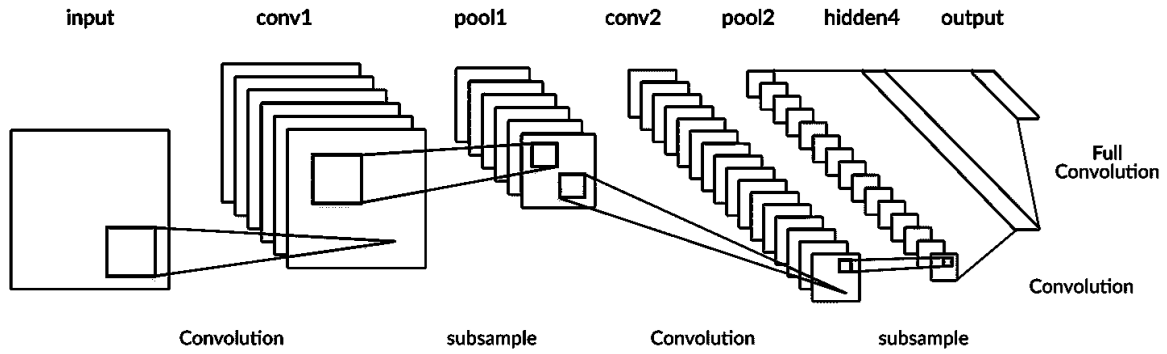 input conv1 pool1 conv2 pool2 hidden4 output
Full
Convolution
Convolution
Convolution subsample Convolution subsample